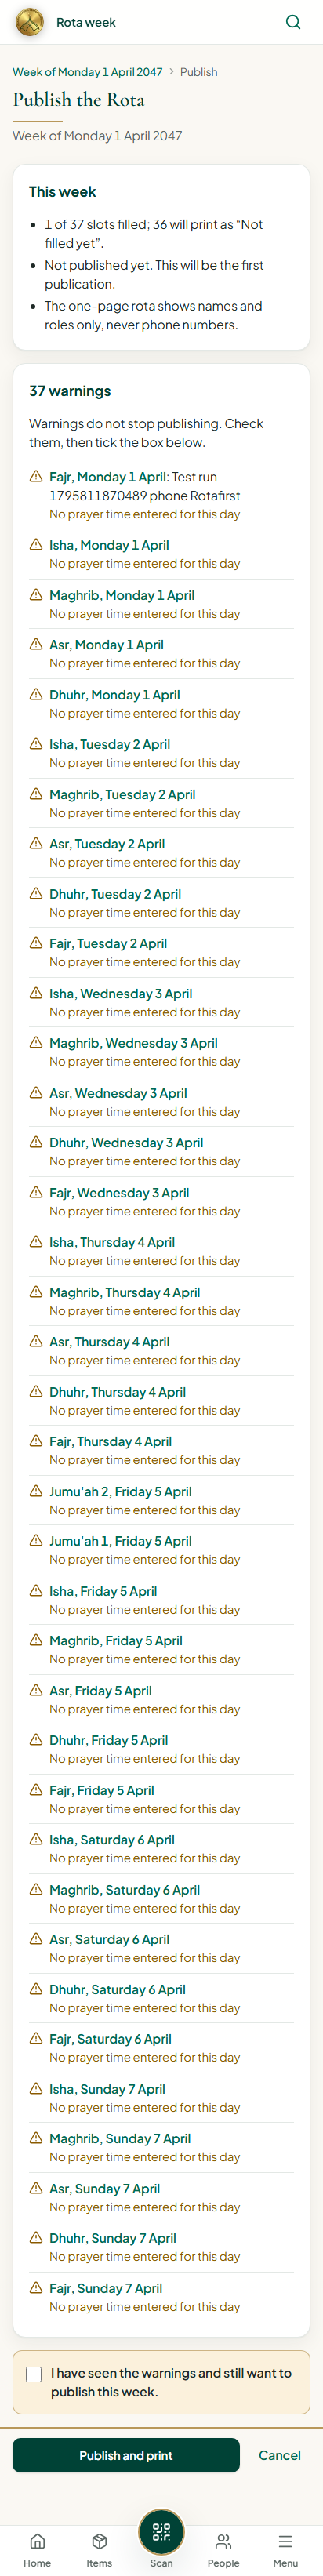 Rota week
Week of Monday 1 April 2047 > Publish
Publish the Rota
Week of Monday 1 April 2047
This week
• 1 of 37 slots filled; 36 will print as “Not
filled yet”.
• Not published yet. This will be the first
publication.
• The one-page rota shows names and
roles only, never phone numbers.
37 warnings
Warnings do not stop publishing. Check
them, then tick the box below.
Fajr, Monday 1 April: Test run
1795811870489 phone Rotafirst
No prayer time entered for this day
Isha, Monday 1 April
No prayer time entered for this day
Maghrib, Monday 1 April
No prayer time entered for this day
Asr, Monday 1 April
No prayer time entered for this day
Dhuhr, Monday 1 April
No prayer time entered for this day
Isha, Tuesday 2 April
No prayer time entered for this day
Maghrib, Tuesday 2 April
No prayer time entered for this day
Asr, Tuesday 2 April
No prayer time entered for this day
Dhuhr, Tuesday 2 April
No prayer time entered for this day
Fajr, Tuesday 2 April
No prayer time entered for this day
Isha, Wednesday 3 April
No prayer time entered for this day
Maghrib, Wednesday 3 April
No prayer time entered for this day
Asr, Wednesday 3 April
No prayer time entered for this day
Dhuhr, Wednesday 3 April
No prayer time entered for this day
Fajr, Wednesday 3 April
No prayer time entered for this day
Isha, Thursday 4 April
No prayer time entered for this day
Maghrib, Thursday 4 April
No prayer time entered for this day
Asr, Thursday 4 April
No prayer time entered for this day
Dhuhr, Thursday 4 April
No prayer time entered for this day
Fajr, Thursday 4 April
No prayer time entered for this day
Jumu'ah 2, Friday 5 April
No prayer time entered for this day
Jumu'ah 1, Friday 5 April
No prayer time entered for this day
Isha, Friday 5 April
No prayer time entered for this day
Maghrib, Friday 5 April
No prayer time entered for this day
Asr, Friday 5 April
No prayer time entered for this day
Dhuhr, Friday 5 April
No prayer time entered for this day
Fajr, Friday 5 April
No prayer time entered for this day
Isha, Saturday 6 April
No prayer time entered for this day
Maghrib, Saturday 6 April
No prayer time entered for this day
Asr, Saturday 6 April
No prayer time entered for this day
Dhuhr, Saturday 6 April
No prayer time entered for this day
Fajr, Saturday 6 April
No prayer time entered for this day
Isha, Sunday 7 April
No prayer time entered for this day
Maghrib, Sunday 7 April
No prayer time entered for this day
Asr, Sunday 7 April
No prayer time entered for this day
Dhuhr, Sunday 7 April
No prayer time entered for this day
Fajr, Sunday 7 April
No prayer time entered for this day
I have seen the warnings and still want to
publish this week.
Publish and print
Cancel
Home
Items
Scan
People
Menu